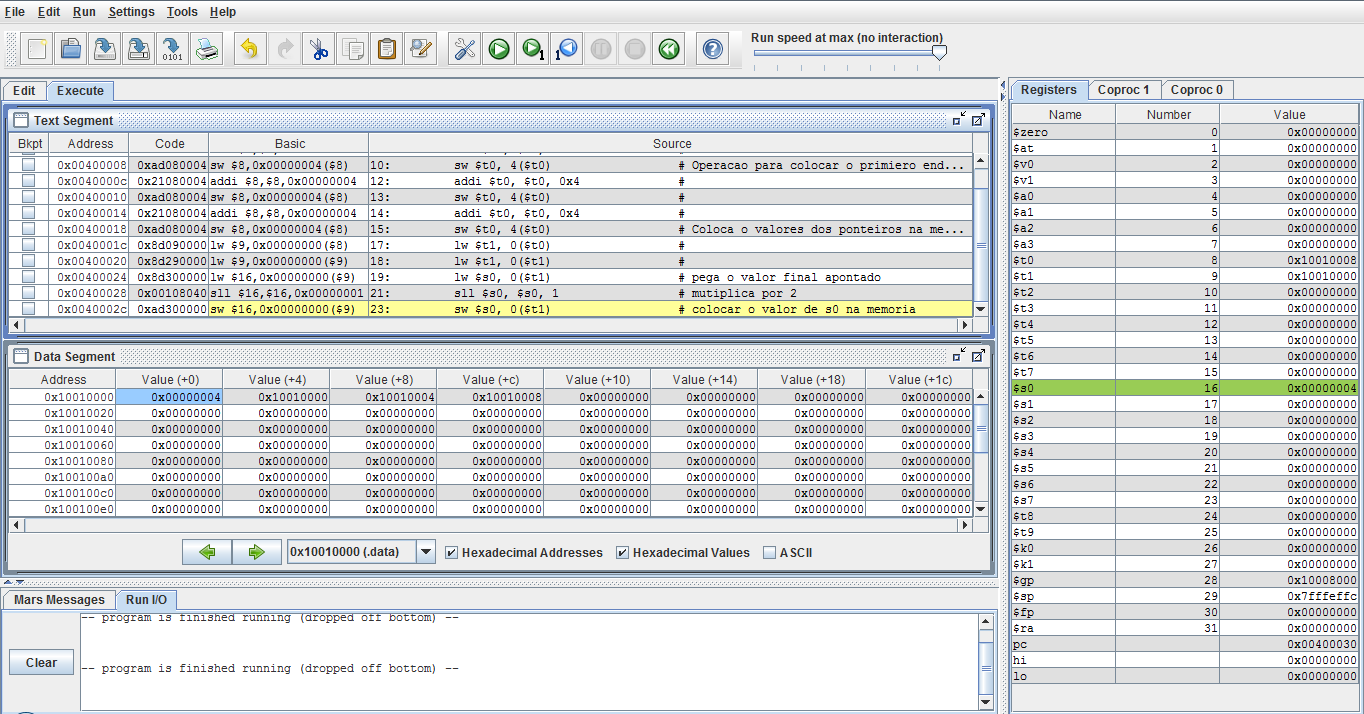 File Edit Run Settings Tools Help
Run speed at max (no interaction)
Edit Execute
Text Segment
Bkpt Address Code Basic Source
0x00400008 0xad080004 sw $8,0x00000004($8) 10: sw $t0, 4($t0) # Operacao para colocar o primiero end...
0x0040000c 0x21080004 addi $8,$8,0x00000004 12: addi $t0, $t0, 0x4 #
0x00400010 0xad080004 sw $8,0x00000004($8) 13: sw $t0, 4($t0) #
0x00400014 0x21080004 addi $8,$8,0x00000004 14: addi $t0, $t0, 0x4 #
0x00400018 0xad080004 sw $8,0x00000004($8) 15: sw $t0, 4($t0) # Coloca o valores dos ponteiros na me...
0x0040001c 0x8d090000 lw $9,0x00000000($8) 17: lw $t1, 0($t0) #
0x00400020 0x8d290000 lw $9,0x00000000($9) 18: lw $t1, 0($t1) #
0x00400024 0x8d300000 lw $16,0x00000000($9) 19: lw $s0, 0($t1) # pega o valor final apontado
0x00400028 0x00108040 sll $16,$16,0x00000001 21: sll $s0, $s0, 1 # mutiplica por 2
0x0040002c 0xad300000 sw $16,0x00000000($9) 23: sw $s0, 0($t1) # colocar o valor de s0 na memoria
Data Segment
Address Value (+0) Value (+4) Value (+8) Value (+c) Value (+10) Value (+14) Value (+18) Value (+1c)
0x10010000 0x00000004 0x10010000 0x10010004 0x10010008 0x00000000 0x00000000 0x00000000 0x00000000
0x10010020 0x00000000 0x00000000 0x00000000 0x00000000 0x00000000 0x00000000 0x00000000 0x00000000
0x10010040 0x00000000 0x00000000 0x00000000 0x00000000 0x00000000 0x00000000 0x00000000 0x00000000
0x10010060 0x00000000 0x00000000 0x00000000 0x00000000 0x00000000 0x00000000 0x00000000 0x00000000
0x10010080 0x00000000 0x00000000 0x00000000 0x00000000 0x00000000 0x00000000 0x00000000 0x00000000
0x100100a0 0x00000000 0x00000000 0x00000000 0x00000000 0x00000000 0x00000000 0x00000000 0x00000000
0x100100c0 0x00000000 0x00000000 0x00000000 0x00000000 0x00000000 0x00000000 0x00000000 0x00000000
0x100100e0 0x00000000 0x00000000 0x00000000 0x00000000 0x00000000 0x00000000 0x00000000 0x00000000
0x10010000 (.data) Hexadecimal Addresses Hexadecimal Values ASCII
Mars Messages Run I/O
-- program is finished running (dropped off bottom) --
Clear
-- program is finished running (dropped off bottom) --
Registers Coproc 1 Coproc 0
Name Number Value
$zero 0 0x00000000
$at 1 0x00000000
$v0 2 0x00000000
$v1 3 0x00000000
$a0 4 0x00000000
$a1 5 0x00000000
$a2 6 0x00000000
$a3 7 0x00000000
$t0 8 0x10010008
$t1 9 0x10010000
$t2 10 0x00000000
$t3 11 0x00000000
$t4 12 0x00000000
$t5 13 0x00000000
$t6 14 0x00000000
$t7 15 0x00000000
$s0 16 0x00000004
$s1 17 0x00000000
$s2 18 0x00000000
$s3 19 0x00000000
$s4 20 0x00000000
$s5 21 0x00000000
$s6 22 0x00000000
$s7 23 0x00000000
$t8 24 0x00000000
$t9 25 0x00000000
$k0 26 0x00000000
$k1 27 0x00000000
$gp 28 0x10008000
$sp 29 0x7fffeffc
$fp 30 0x00000000
$ra 31 0x00000000
pc 0x00400030
hi 0x00000000
lo 0x00000000